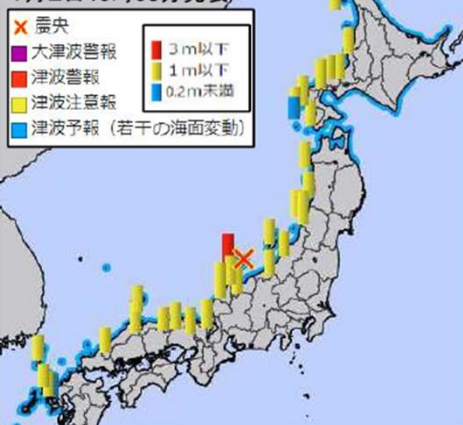 震央
大津波警報
津波警報
津波注意報
津波予報（若干の海面変動）
3m以下
1m以下
0.2m未満